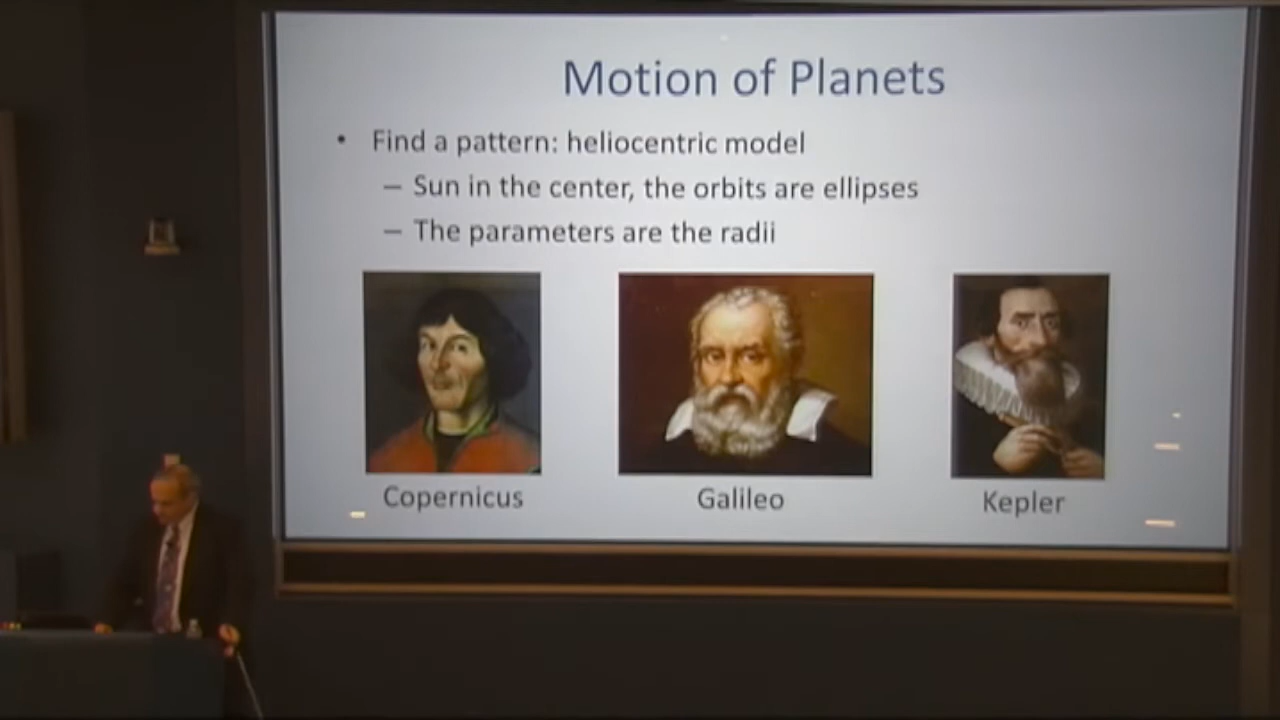 Motion of Planets
• Find a pattern: heliocentric model
– Sun in the center, the orbits are ellipses
– The parameters are the radii
Copernicus Galileo Kepler